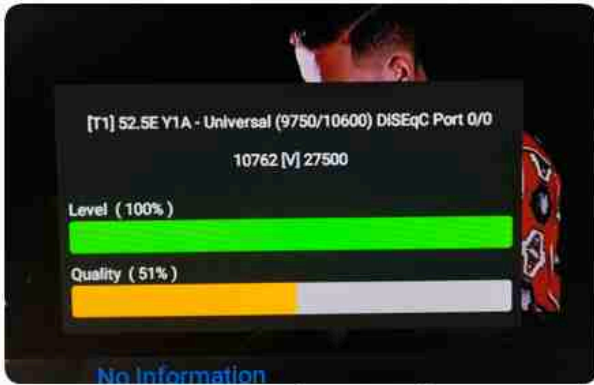 [T1] 52.5E Y1A - Universal (9750/10600) DiSEqC Port 0/0
10762 [V] 27500
Level ( 100% )
Quality ( 51% )
No Information